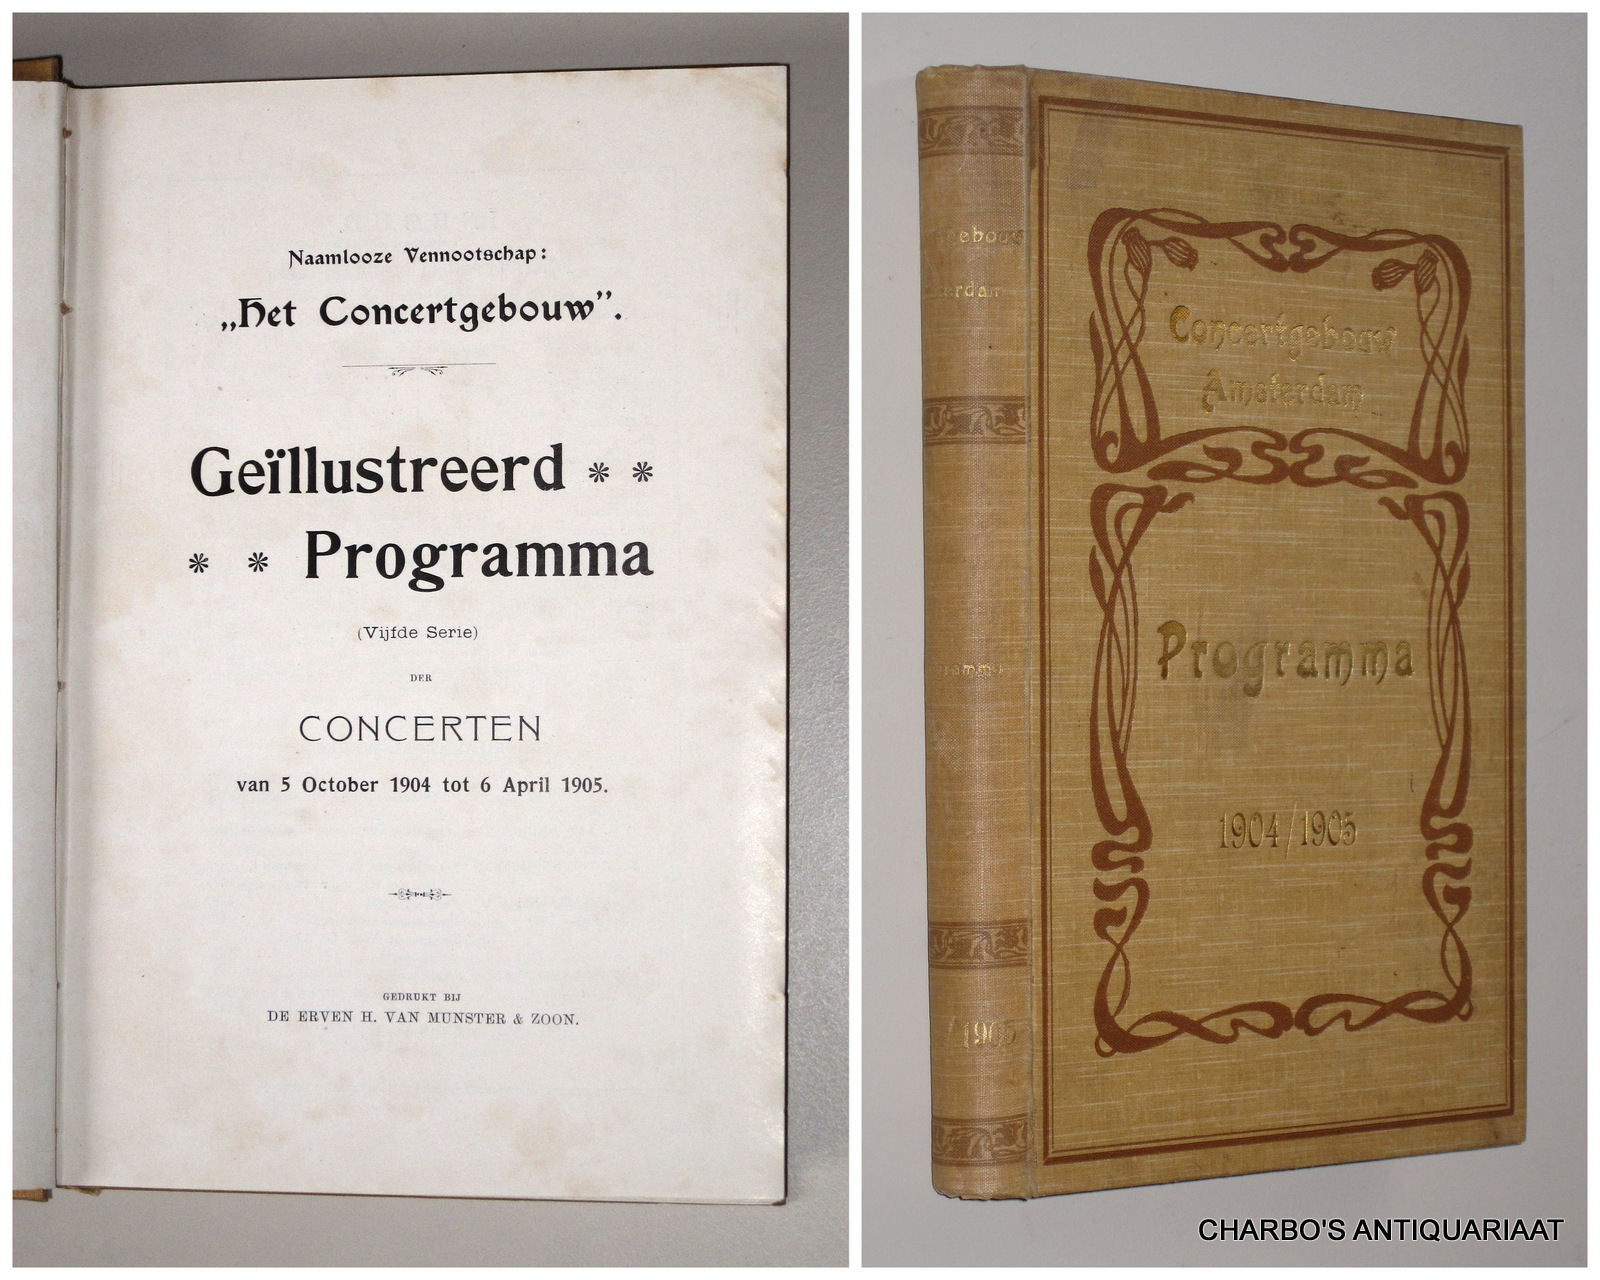 Naamlooze Vennootschap:
„Het Concertgebouw”.
Geïllustreerd * *
* * Programma
(Vijfde Serie)
DER
CONCERTEN
van 5 October 1904 tot 6 April 1905.
GEDRUKT BIJ
DE ERVEN H. VAN MUNSTER & ZOON.
Concertgebouw
Amsterdam
Programma
1904/1905
/1905
CHARBO'S ANTIQUARIAAT